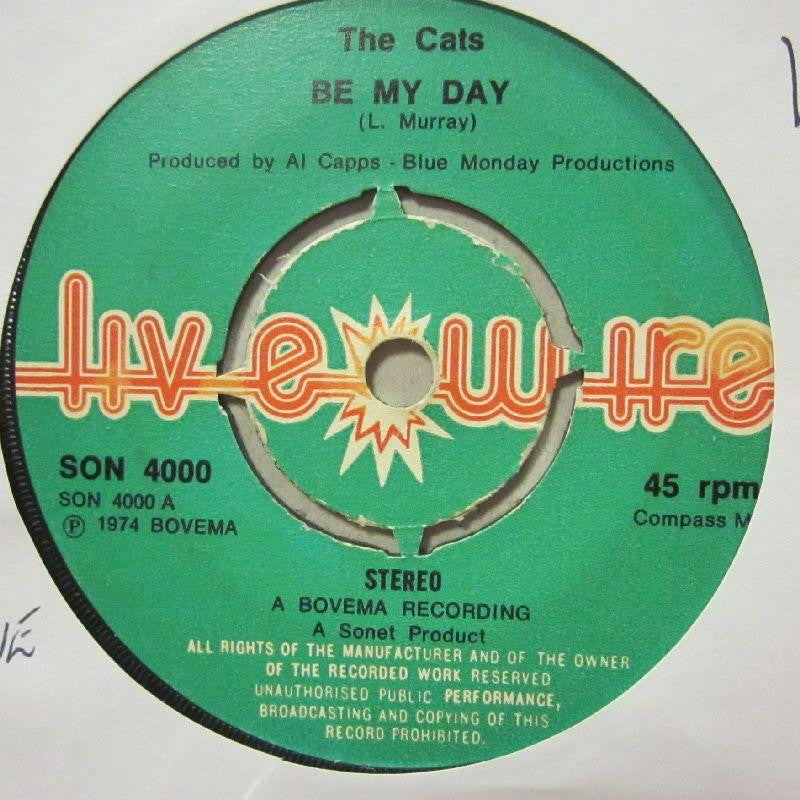 The Cats
BE MY DAY
(L. Murray)
Produced by Al Capps - Blue Monday Productions
live wire
SON 4000
SON 4000 A
℗ 1974 BOVEMA
45 rpm
Compass M
STEREO
A BOVEMA RECORDING
A Sonet Product
ALL RIGHTS OF THE MANUFACTURER AND OF THE OWNER
OF THE RECORDED WORK RESERVED
UNAUTHORISED PUBLIC PERFORMANCE,
BROADCASTING AND COPYING OF THIS
RECORD PROHIBITED.